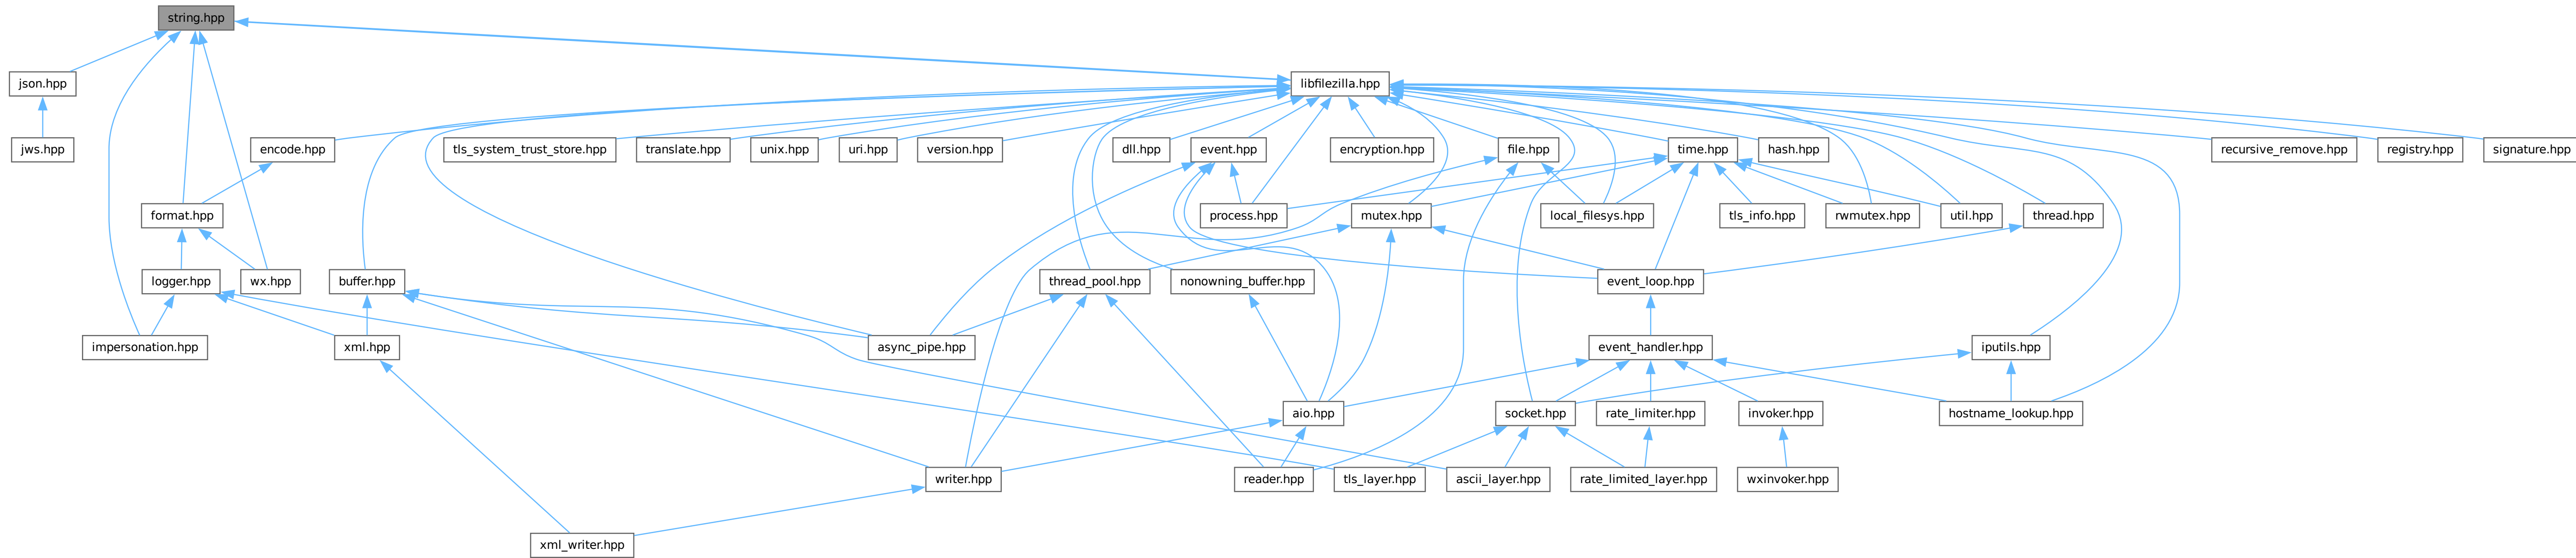 string.hpp
json.hpp
libfilezilla.hpp
jws.hpp
encode.hpp
tls_system_trust_store.hpp
translate.hpp
unix.hpp
uri.hpp
version.hpp
dll.hpp
event.hpp
encryption.hpp
file.hpp
time.hpp
hash.hpp
recursive_remove.hpp
registry.hpp
signature.hpp
format.hpp
process.hpp
mutex.hpp
local_filesys.hpp
tls_info.hpp
rwmutex.hpp
util.hpp
thread.hpp
logger.hpp
wx.hpp
buffer.hpp
thread_pool.hpp
nonowning_buffer.hpp
event_loop.hpp
impersonation.hpp
xml.hpp
async_pipe.hpp
event_handler.hpp
iputils.hpp
aio.hpp
socket.hpp
rate_limiter.hpp
invoker.hpp
hostname_lookup.hpp
writer.hpp
reader.hpp
tls_layer.hpp
ascii_layer.hpp
rate_limited_layer.hpp
wxinvoker.hpp
xml_writer.hpp